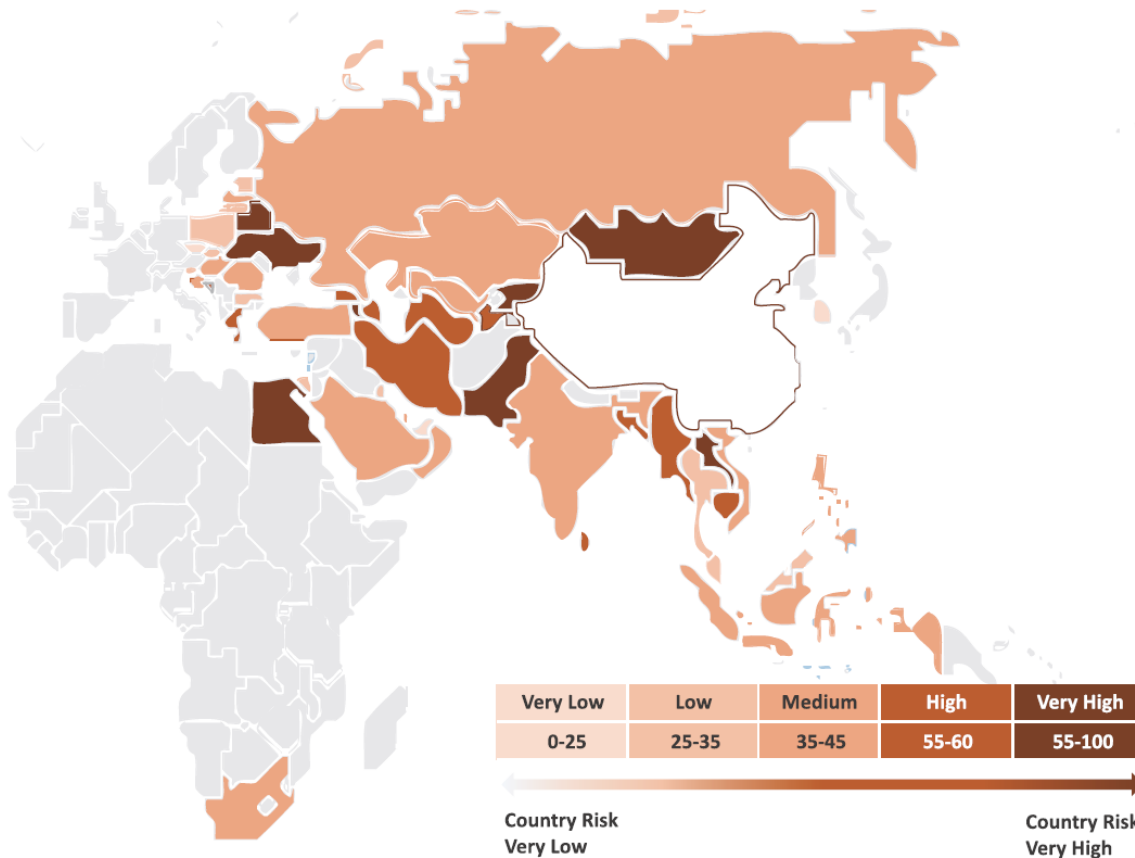 Very Low Low Medium High Very High
0-25 25-35 35-45 55-60 55-100
Country Risk Country Risk
Very Low Very High